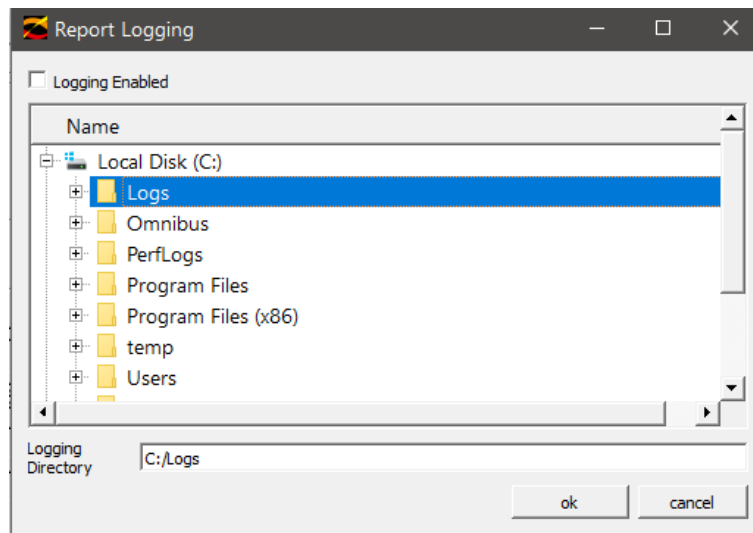 Report Logging
Logging Enabled
Name
Local Disk (C:)
Logs
Omnibus
PerfLogs
Program Files
Program Files (x86)
temp
Users
Logging
Directory
C:/Logs
ok
cancel